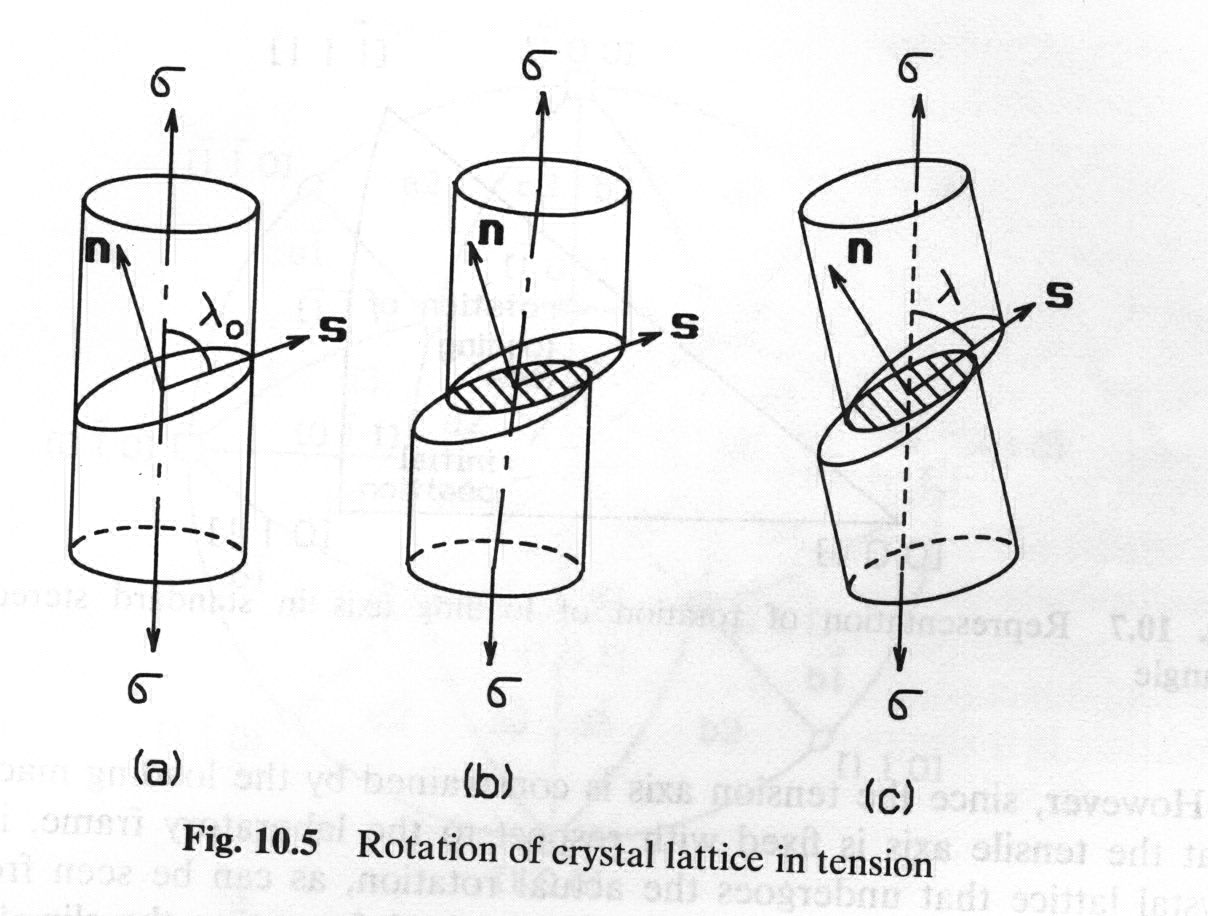 σ σ σ
n λ₀ s
n s
n λ s
σ σ σ
(a) (b) (c)
Fig. 10.5 Rotation of crystal lattice in tension